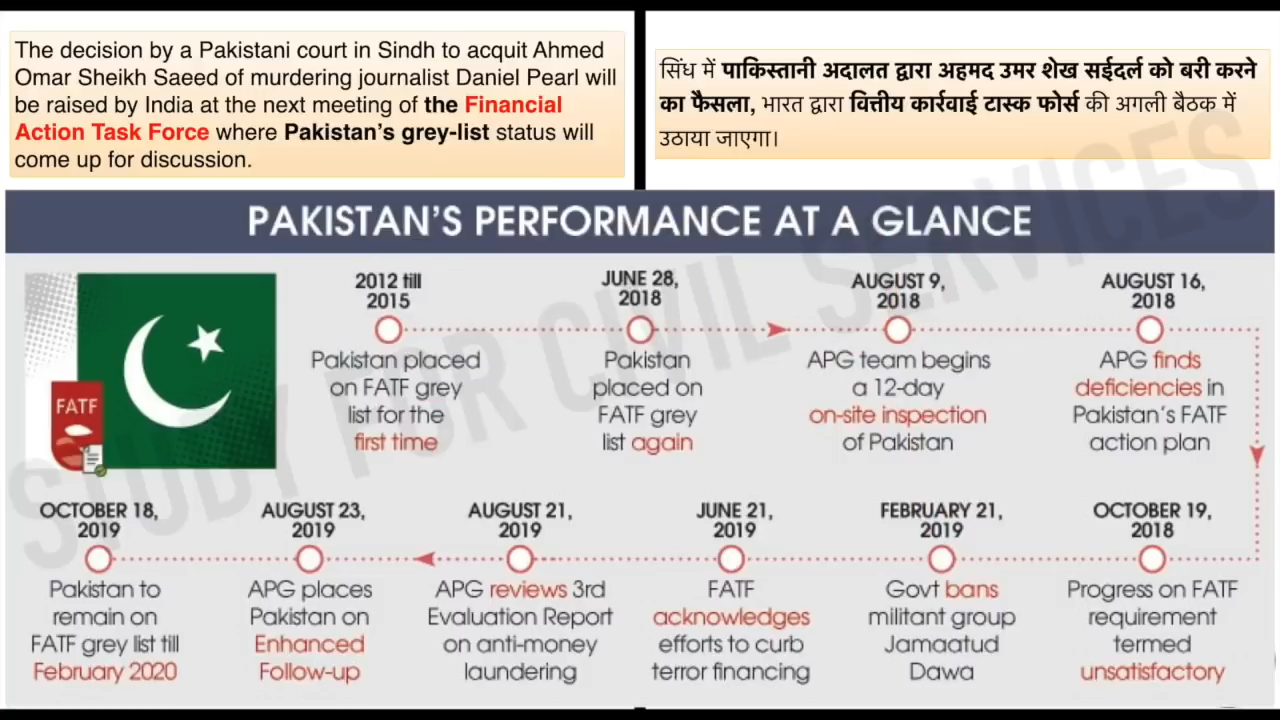 The decision by a Pakistani court in Sindh to acquit Ahmed
Omar Sheikh Saeed of murdering journalist Daniel Pearl will
be raised by India at the next meeting of the Financial
Action Task Force where Pakistan's grey-list status will
come up for discussion.
सिंध में पाकिस्तानी अदालत द्वारा अहमद उमर शेख सईदर्ल को बरी करने
का फैसला, भारत द्वारा वित्तीय कार्रवाई टास्क फोर्स की अगली बैठक में
उठाया जाएगा।
PAKISTAN'S PERFORMANCE AT A GLANCE
FATF
2012 till
2015
Pakistan placed
on FATF grey
list for the
first time
JUNE 28,
2018
Pakistan
placed on
FATF grey
list again
AUGUST 9,
2018
APG team begins
a 12-day
on-site inspection
of Pakistan
AUGUST 16,
2018
APG finds
deficiencies in
Pakistan's FATF
action plan
OCTOBER 18,
2019
Pakistan to
remain on
FATF grey list till
February 2020
AUGUST 23,
2019
APG places
Pakistan on
Enhanced
Follow-up
AUGUST 21,
2019
APG reviews 3rd
Evaluation Report
on anti-money
laundering
JUNE 21,
2019
FATF
acknowledges
efforts to curb
terror financing
FEBRUARY 21,
2019
Govt bans
militant group
Jamaatud
Dawa
OCTOBER 19,
2018
Progress on FATF
requirement
termed
unsatisfactory
STUDY FOR CIVIL SERVICES